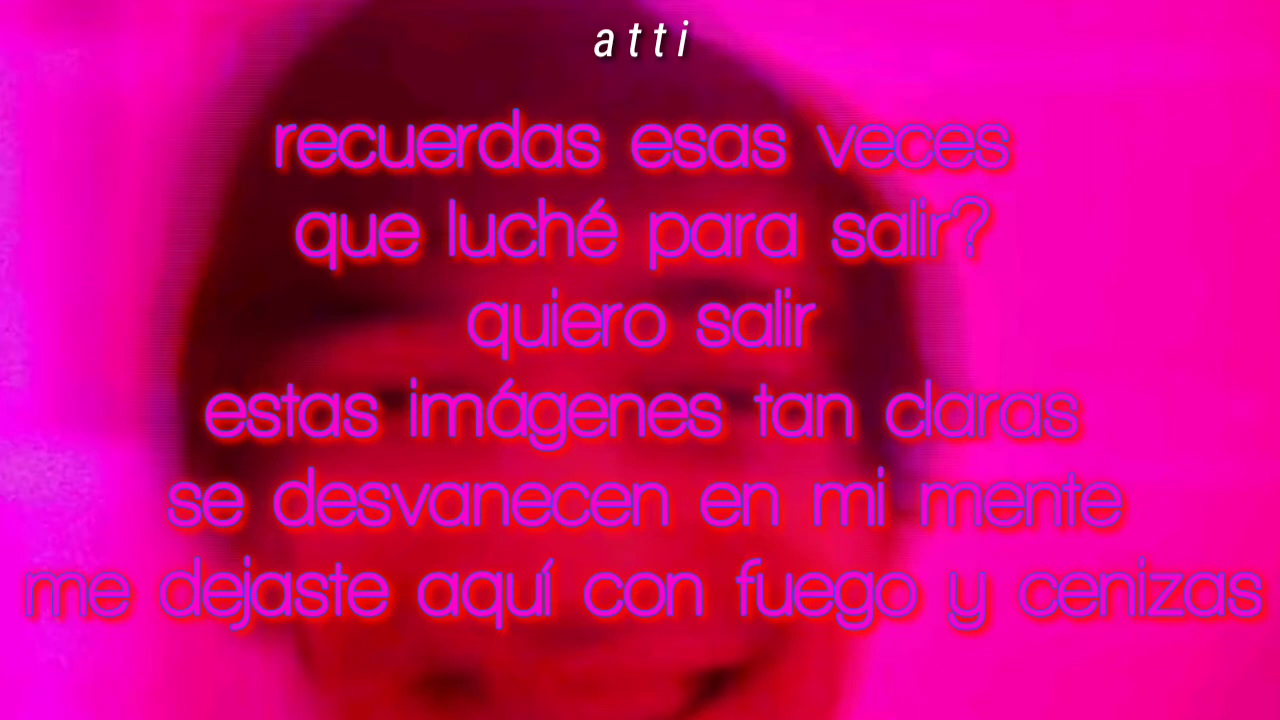 atti
recuerdas esas veces
que luché para salir?
quiero salir
estas imágenes tan claras
se desvanecen en mi mente
me dejaste aquí con fuego y cenizas